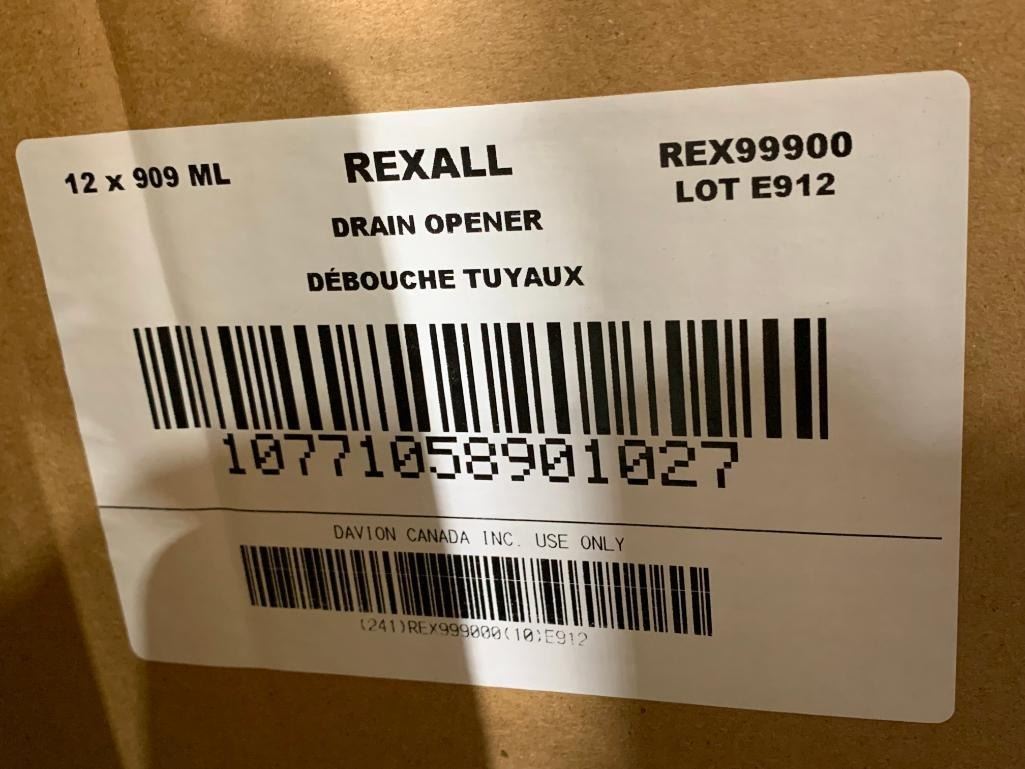 12 x 909 ML
REXALL
REX99900
LOT E912
DRAIN OPENER
DÉBOUCHE TUYAUX
10771058901027
DAVION CANADA INC. USE ONLY
(241)REX999000(10)E912